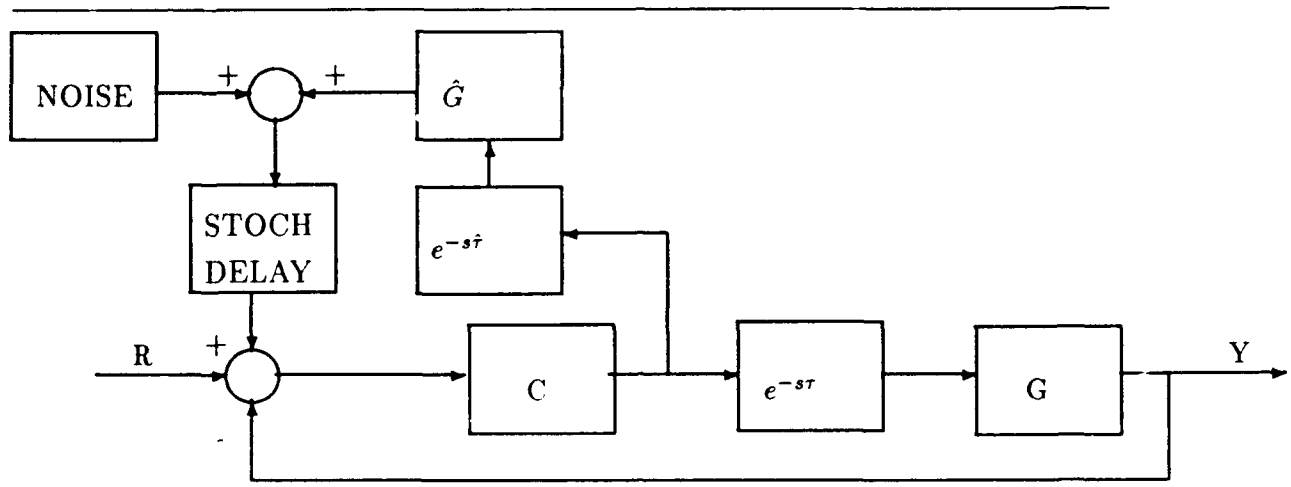 NOISE
+
+
Ĝ
STOCH
DELAY
e^{-sτ̂}
R
+
C
e^{-sτ}
G
Y
-